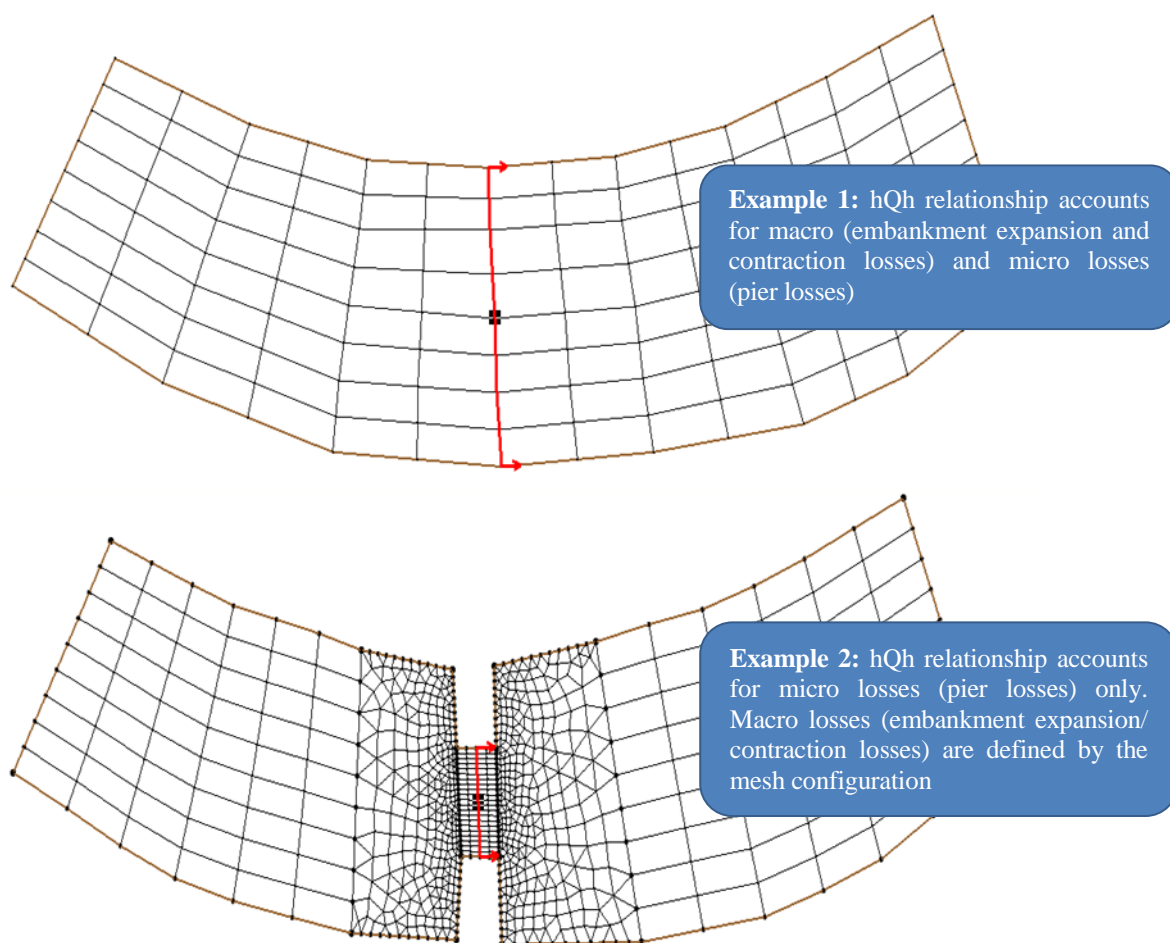 Example 1: hQh relationship accounts
for macro (embankment expansion and
contraction losses) and micro losses
(pier losses)
Example 2: hQh relationship accounts
for micro losses (pier losses) only.
Macro losses (embankment expansion/
contraction losses) are defined by the
mesh configuration